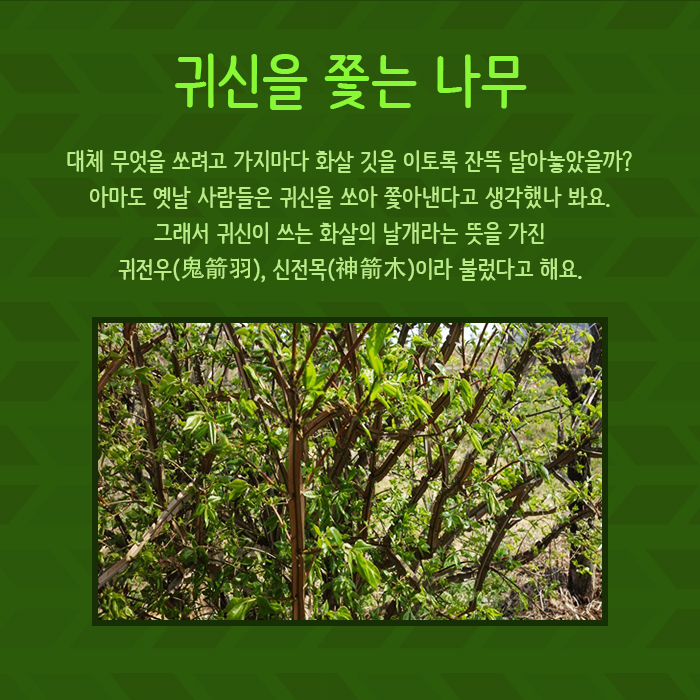 귀신을 쫓는 나무
대체 무엇을 쏘려고 가지마다 화살 깃을 이토록 잔뜩 달아놓았을까?
아마도 옛날 사람들은 귀신을 쏘아 쫓아낸다고 생각했나 봐요.
그래서 귀신이 쓰는 화살의 날개라는 뜻을 가진
귀전우(鬼箭羽), 신전목(神箭木)이라 불렀다고 해요.